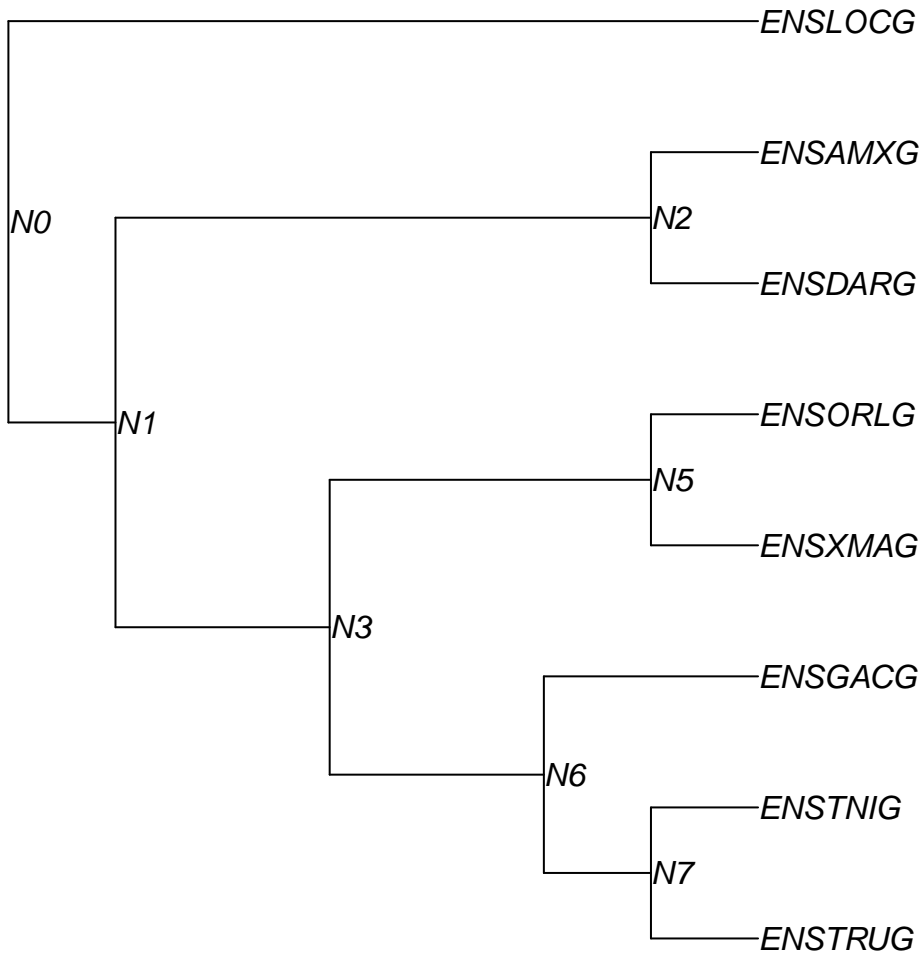 ENSLOCG
ENSAMXG
N0
N2
ENSDARG
ENSORLG
N1
N5
ENSXMAG
N3
ENSGACG
N6
ENSTNIG
N7
ENSTRUG